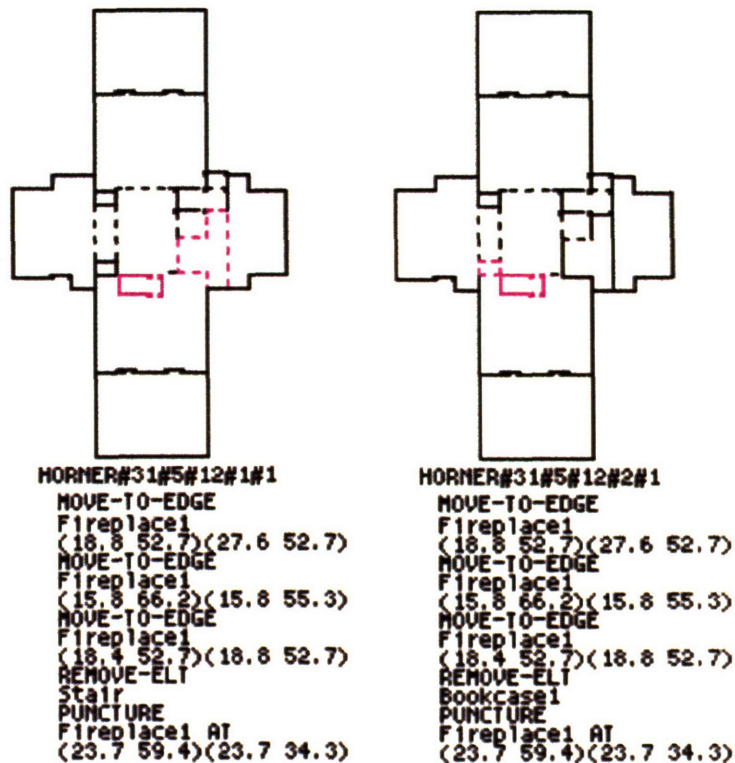 HORNER#31#5#12#1#1
MOVE-TO-EDGE
Fireplace1
(18.8 52.7)(27.6 52.7)
MOVE-TO-EDGE
Fireplace1
(15.8 66.2)(15.8 55.3)
MOVE-TO-EDGE
Fireplace1
(18.4 52.7)(18.8 52.7)
REMOVE-ELT
Stair
PUNCTURE
Fireplace1 AT
(23.7 59.4)(23.7 34.3)
HORNER#31#5#12#2#1
MOVE-TO-EDGE
Fireplace1
(18.8 52.7)(27.6 52.7)
MOVE-TO-EDGE
Fireplace1
(15.8 66.2)(15.8 55.3)
MOVE-TO-EDGE
Fireplace1
(18.4 52.7)(18.8 52.7)
REMOVE-ELT
Bookcase1
PUNCTURE
Fireplace1 AT
(23.7 59.4)(23.7 34.3)